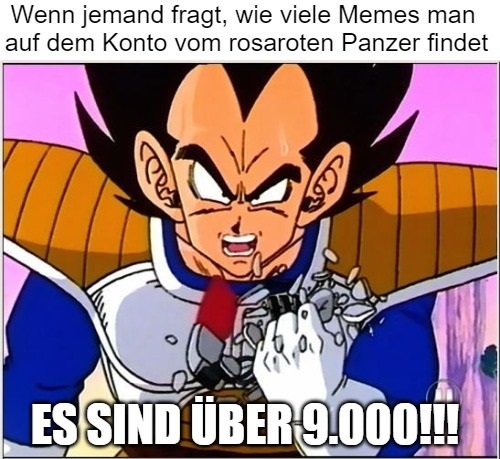 Wenn jemand fragt, wie viele Memes man
auf dem Konto vom rosaroten Panzer findet
ES SIND ÜBER 9.000!!!